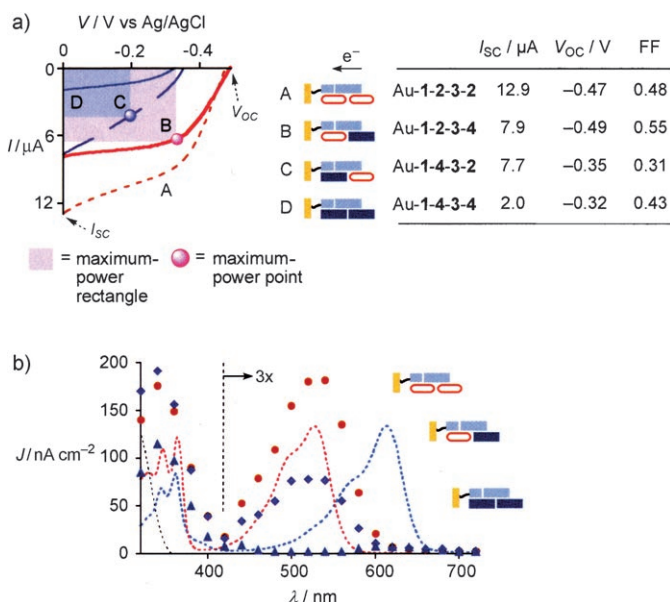 a)
V / V vs Ag/AgCl
0 -0.2 -0.4
0
6
12
I / μA
D C B A
V_OC
I_SC
= maximum-power rectangle
= maximum-power point
e⁻
I_SC / μA V_OC / V FF
A Au-1-2-3-2 12.9 –0.47 0.48
B Au-1-2-3-4 7.9 –0.49 0.55
C Au-1-4-3-2 7.7 –0.35 0.31
D Au-1-4-3-4 2.0 –0.32 0.43
b)
200
150
100
50
0
J / nA cm⁻²
3x
400 500 600 700
λ / nm